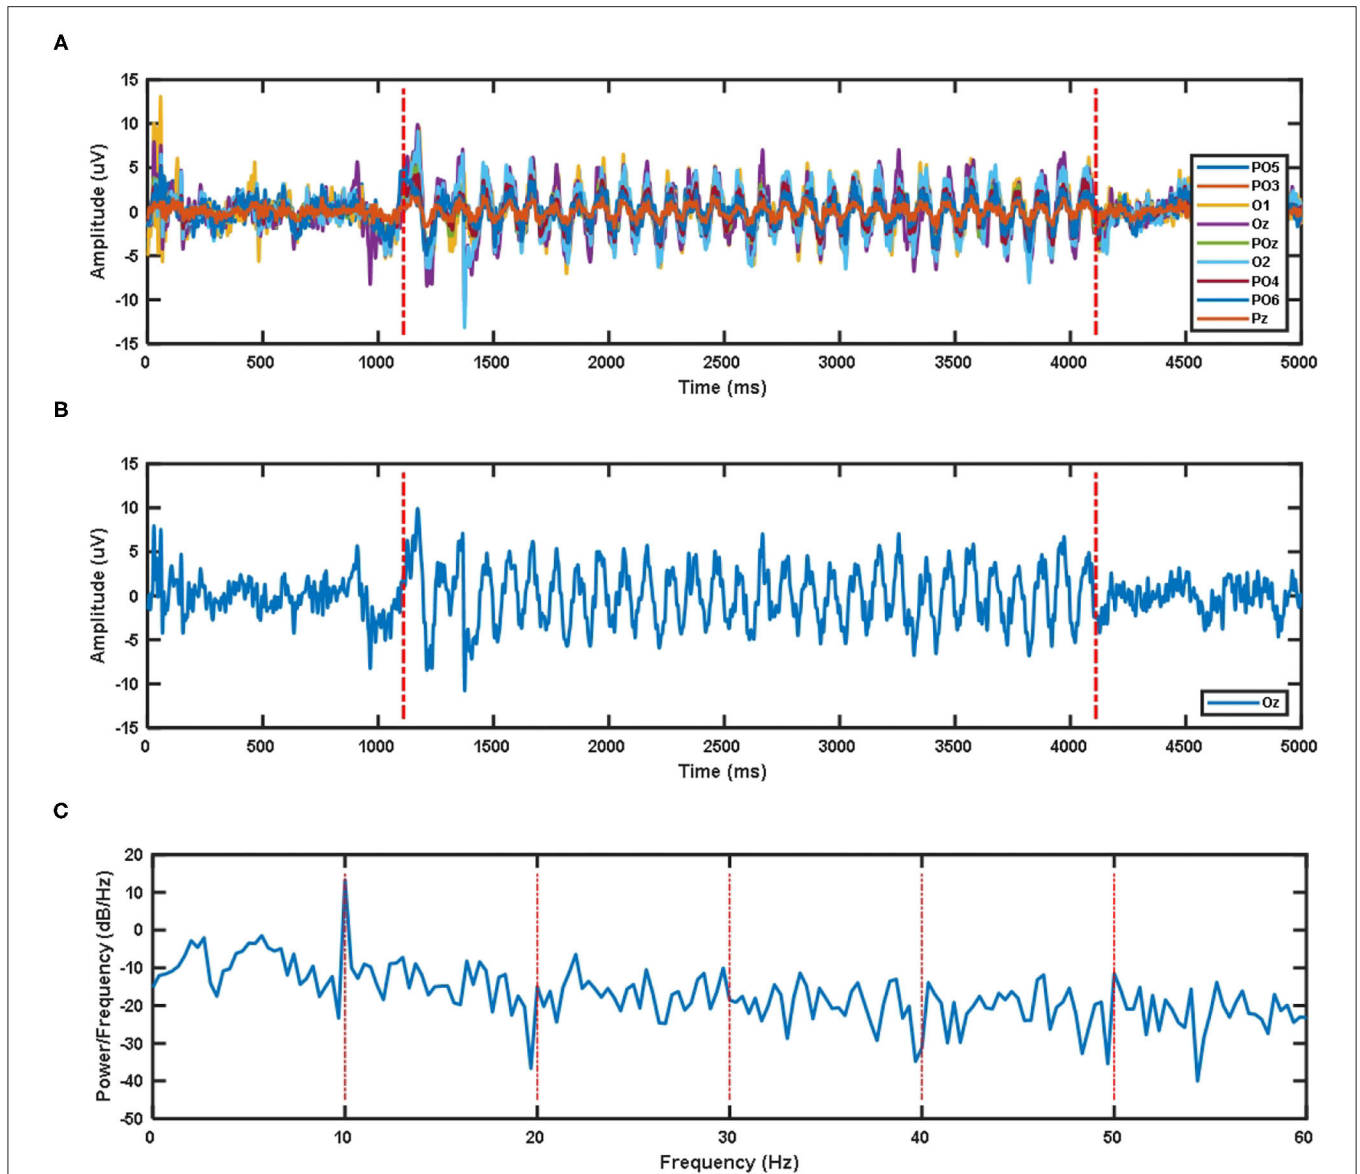 A
15
10
5
0
-5
-10
-15
Amplitude (uV)
0 500 1000 1500 2000 2500 3000 3500 4000 4500 5000
Time (ms)
PO5
PO3
O1
Oz
POz
O2
PO4
PO6
Pz
B
15
10
5
0
-5
-10
-15
Amplitude (uV)
0 500 1000 1500 2000 2500 3000 3500 4000 4500 5000
Time (ms)
Oz
C
20
10
0
-10
-20
-30
-40
-50
Power/Frequency (dB/Hz)
0 10 20 30 40 50 60
Frequency (Hz)